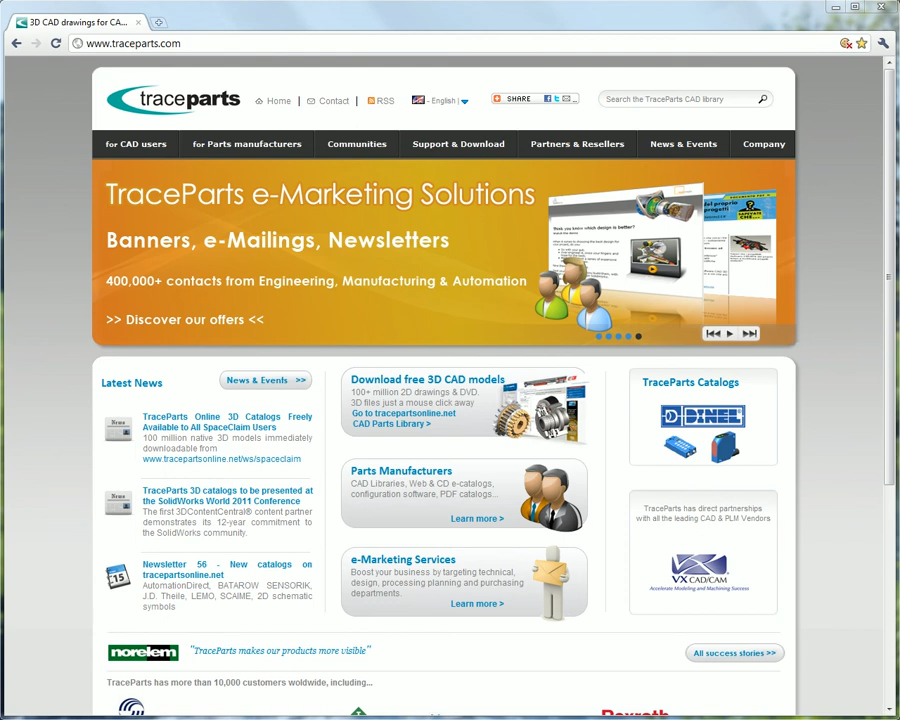 3D CAD drawings for CA...
www.traceparts.com
traceparts
Home | Contact | RSS
- English |
SHARE
Search the TraceParts CAD library
for CAD users
for Parts manufacturers
Communities
Support & Download
Partners & Resellers
News & Events
Company
TraceParts e-Marketing Solutions
Banners, e-Mailings, Newsletters
400,000+ contacts from Engineering, Manufacturing & Automation
>> Discover our offers <<
Latest News
News & Events >>
TraceParts Online 3D Catalogs Freely
Available to All SpaceClaim Users
100 million native 3D models immediately
downloadable from
www.tracepartsonline.net/ws/spaceclaim
TraceParts 3D catalogs to be presented at
the SolidWorks World 2011 Conference
The first 3DContentCentral® content partner
demonstrates its 12-year commitment to
the SolidWorks community.
Newsletter 56 - New catalogs on
tracepartsonline.net
AutomationDirect, BATAROW SENSORIK,
J.D. Theile, LEMO, SCAIME, 2D schematic
symbols
Download free 3D CAD models
100+ million 2D drawings & DVD.
3D files just a mouse click away
Go to tracepartsonline.net
CAD Parts Library >
Parts Manufacturers
CAD Libraries, Web & CD e-catalogs,
configuration software, PDF catalogs...
Learn more >
e-Marketing Services
Boost your business by targeting technical,
design, processing planning and purchasing
departments.
Learn more >
TraceParts Catalogs
DINEL
TraceParts has direct partnerships
with all the leading CAD & PLM Vendors
VX CAD/CAM
Accelerate Modeling and Machining Success
norelem
"TraceParts makes our products more visible"
All success stories >>
TraceParts has more than 10,000 customers woldwide, including...
Rexroth